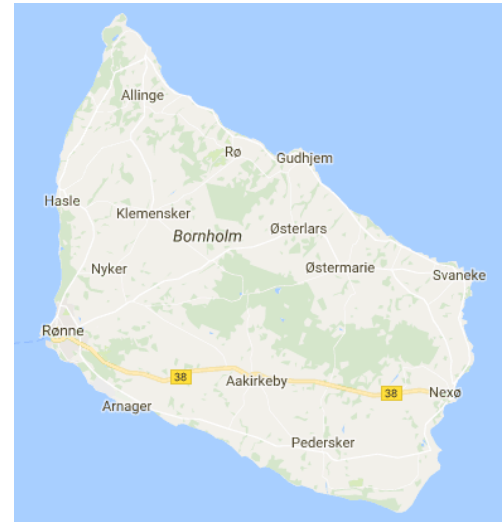 Allinge
Rø
Gudhjem
Hasle
Klemensker
Østerlars
Bornholm
Nyker
Østermarie
Svaneke
Rønne
38
Aakirkeby
38
Nexø
Arnager
Pedersker